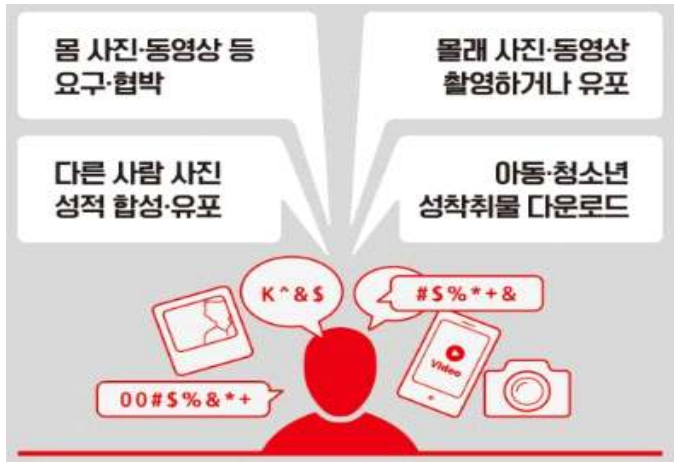 몸 사진·동영상 등
요구·협박
몰래 사진·동영상
촬영하거나 유포
다른 사람 사진
성적 합성·유포
아동·청소년
성착취물 다운로드
K^&$
#$%*+&
Video
00#$%&*+